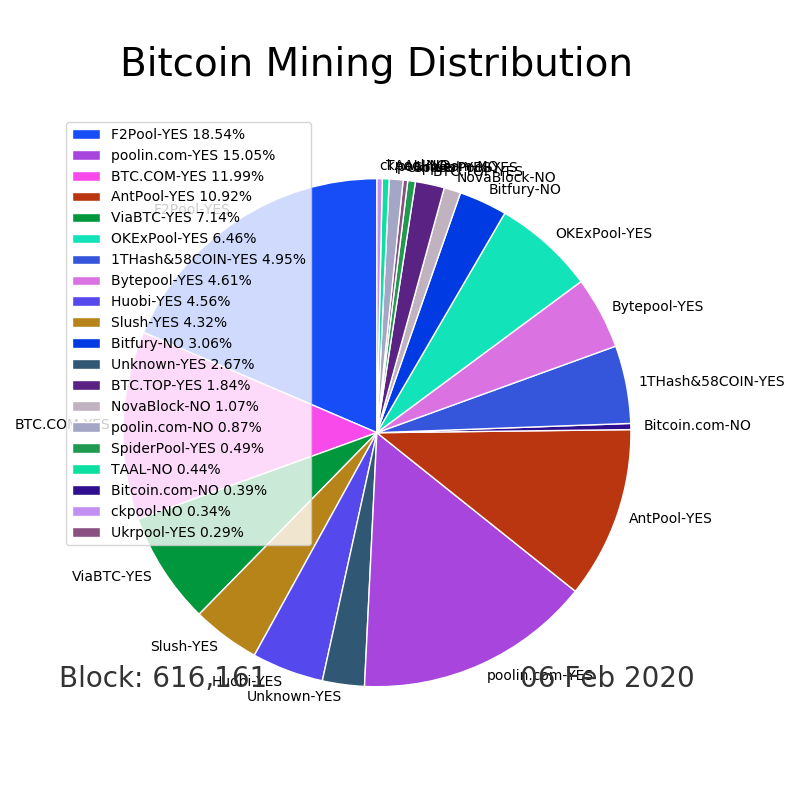 Bitcoin Mining Distribution
F2Pool-YES 18.54%
poolin.com-YES 15.05%
BTC.COM-YES 11.99%
AntPool-YES 10.92%
ViaBTC-YES 7.14%
OKExPool-YES 6.46%
1THash&58COIN-YES 4.95%
Bytepool-YES 4.61%
Huobi-YES 4.56%
Slush-YES 4.32%
Bitfury-NO 3.06%
Unknown-YES 2.67%
BTC.TOP-YES 1.84%
NovaBlock-NO 1.07%
poolin.com-NO 0.87%
SpiderPool-YES 0.49%
TAAL-NO 0.44%
Bitcoin.com-NO 0.39%
ckpool-NO 0.34%
Ukrpool-YES 0.29%
NovaBlock-NO
Bitfury-NO
OKExPool-YES
Bytepool-YES
1THash&58COIN-YES
Bitcoin.com-NO
AntPool-YES
poolin.com-YES
Unknown-YES
Huobi-YES
Slush-YES
ViaBTC-YES
BTC.COM-YES
F2Pool-YES
Block: 616,161
06 Feb 2020